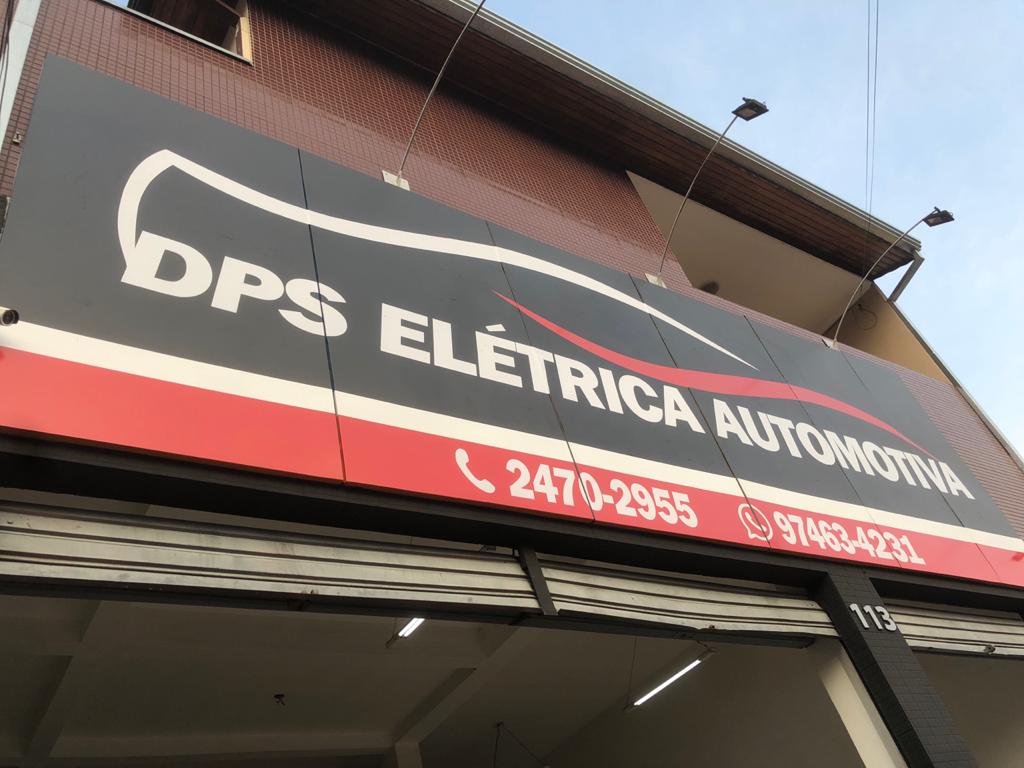 DPS ELÉTRICA AUTOMOTIVA
2470-2955 97463-4231
113